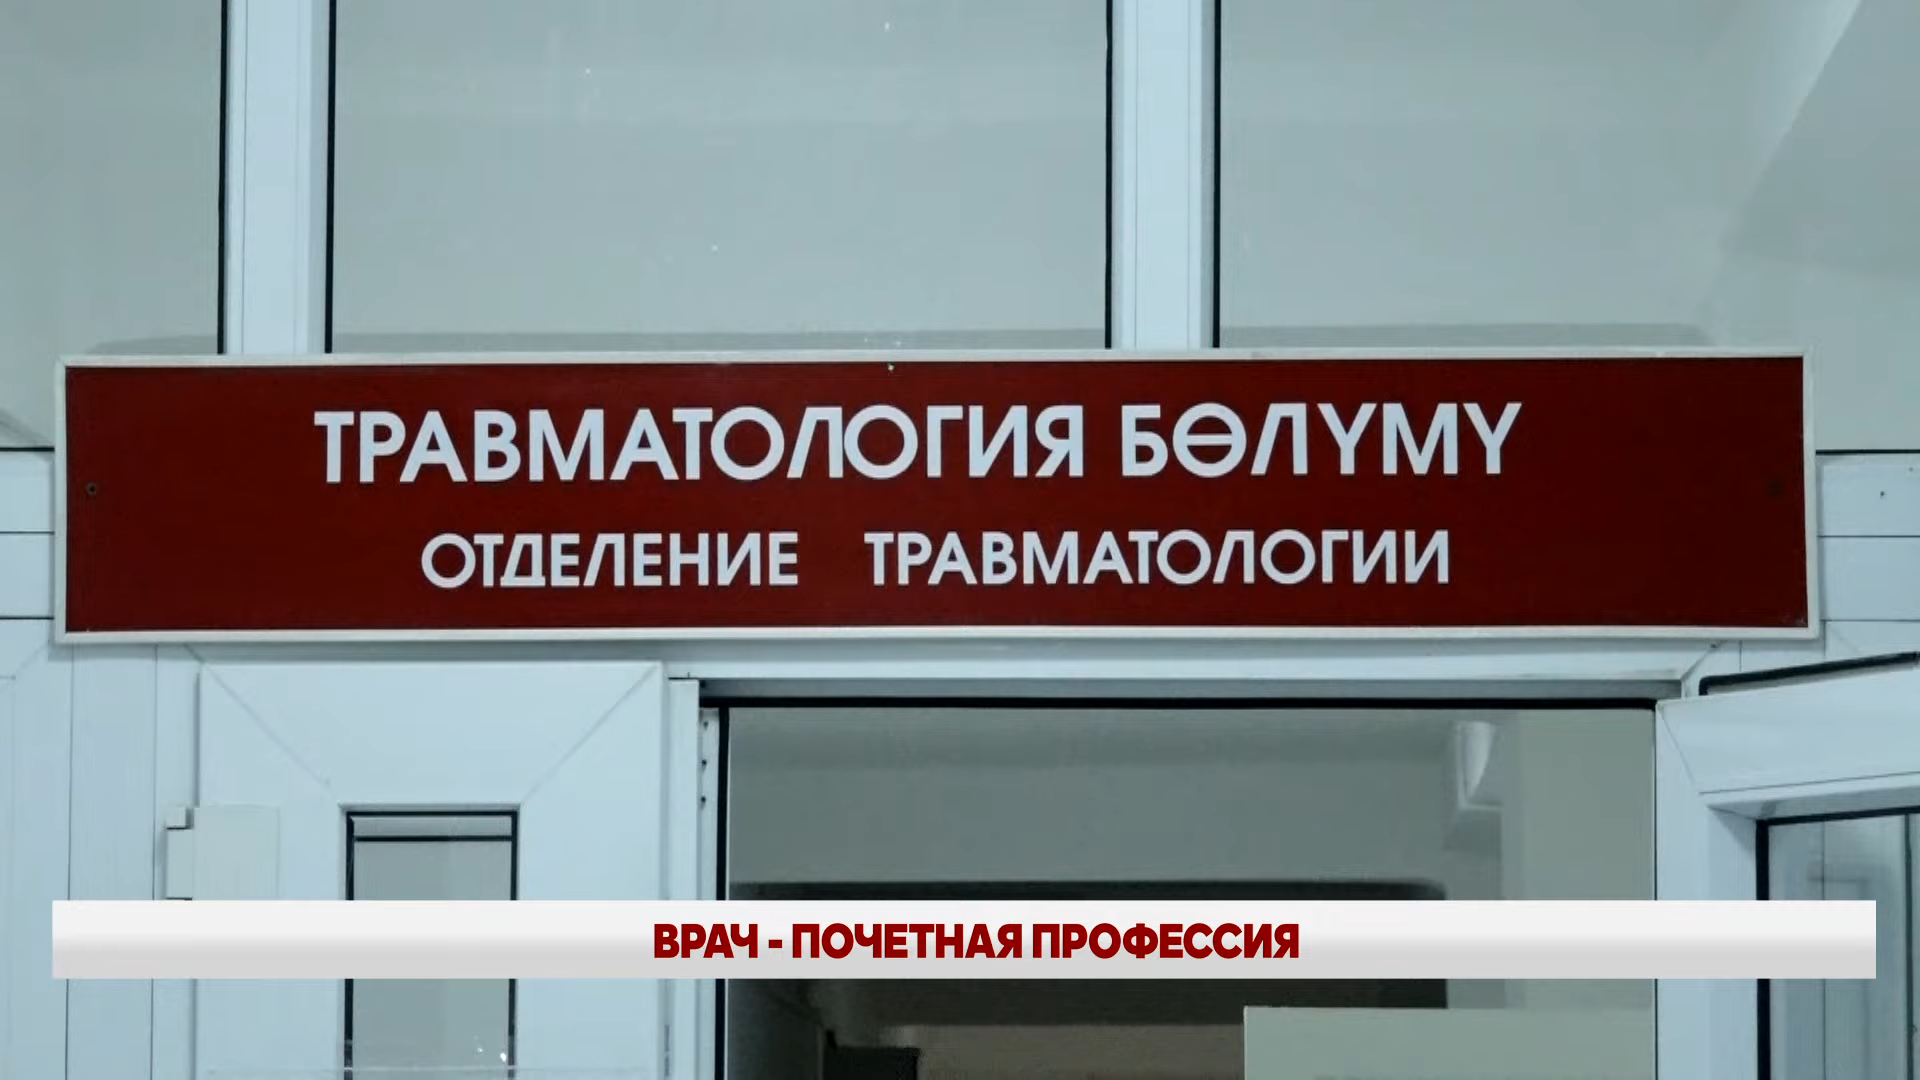 ТРАВМАТОЛОГИЯ БӨЛҮМҮ
ОТДЕЛЕНИЕ ТРАВМАТОЛОГИИ
ВРАЧ - ПОЧЕТНАЯ ПРОФЕССИЯ